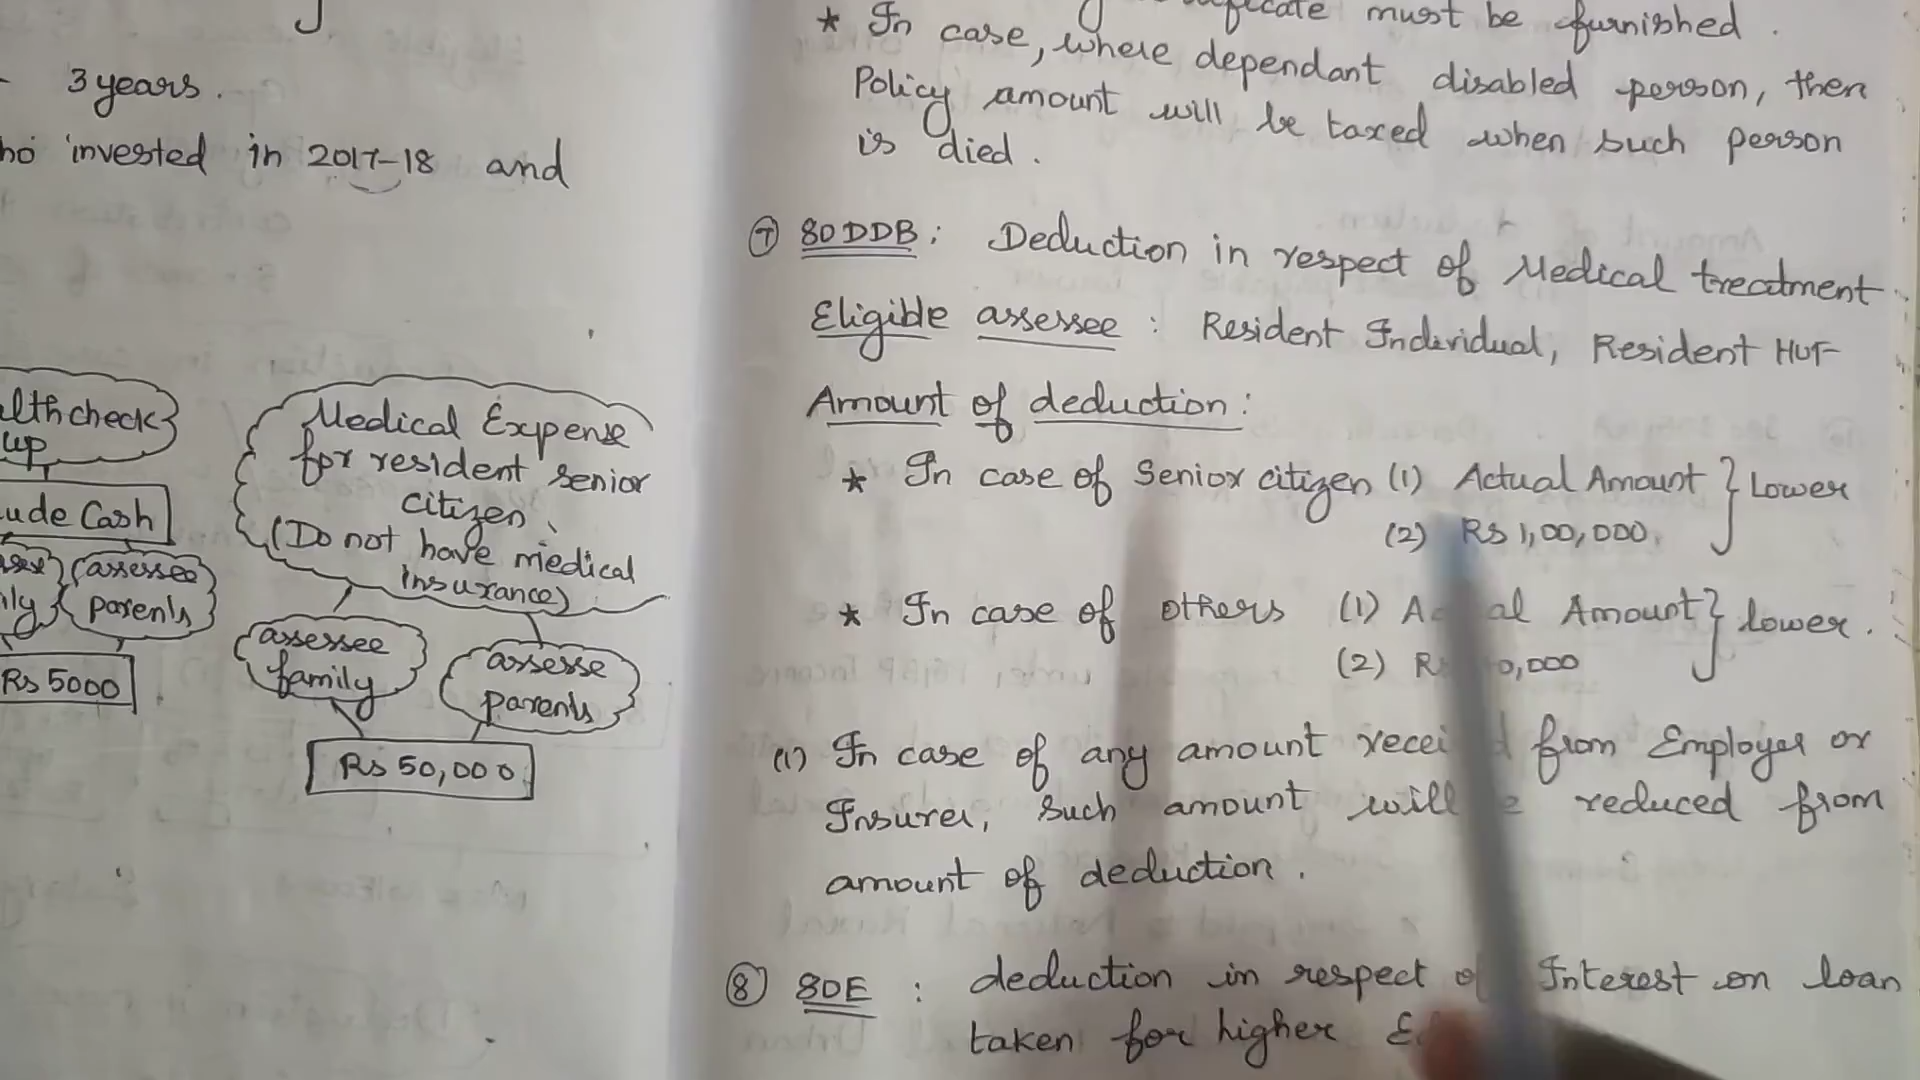 3 years.
invested in 2017-18 and
check
up
Cash
assessee
parents
Rs 5000
Medical Expense
for resident senior
citizen
(Do not have medical
insurance)
assessee
family
assesse
parents
Rs 50,000
must be furnished.
* In case, where dependant disabled person, then
Policy amount will be taxed when such person
is died.
⑦ 80DDB: Deduction in respect of Medical treatment
Eligible assessee: Resident Individual, Resident HUF
Amount of deduction:
* In case of Senior citizen (1) Actual Amount } Lower
(2) Rs 1,00,000
* In case of others (1) Amount } lower.
(2)
(1) In case of any amount from Employer or
Insurer, such amount will reduced from
amount of deduction.
⑧ 80E: deduction in respect Interest on loan
taken for higher